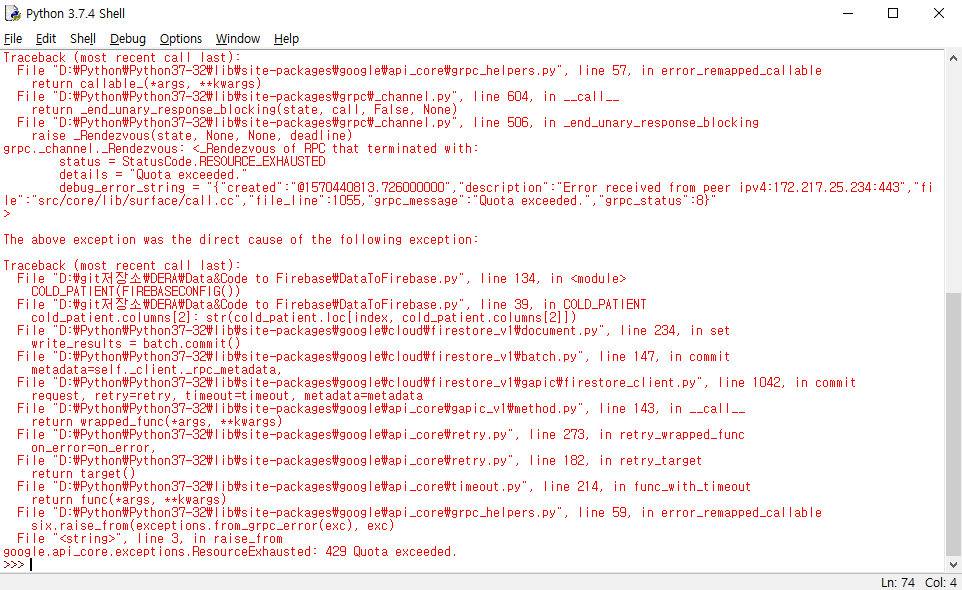 Python 3.7.4 Shell
File Edit Shell Debug Options Window Help
Traceback (most recent call last):
  File "D:₩Python₩Python37-32₩lib₩site-packages₩google₩api_core₩grpc_helpers.py", line 57, in error_remapped_callable
    return callable_(*args, **kwargs)
  File "D:₩Python₩Python37-32₩lib₩site-packages₩grpc₩_channel.py", line 604, in __call__
    return _end_unary_response_blocking(state, call, False, None)
  File "D:₩Python₩Python37-32₩lib₩site-packages₩grpc₩_channel.py", line 506, in _end_unary_response_blocking
    raise _Rendezvous(state, None, None, deadline)
grpc._channel._Rendezvous: <_Rendezvous of RPC that terminated with:
        status = StatusCode.RESOURCE_EXHAUSTED
        details = "Quota exceeded."
        debug_error_string = "{"created":"@1570440813.726000000","description":"Error received from peer ipv4:172.217.25.234:443","fi
le":"src/core/lib/surface/call.cc","file_line":1055,"grpc_message":"Quota exceeded.","grpc_status":8}"
>
The above exception was the direct cause of the following exception:
Traceback (most recent call last):
  File "D:₩git저장소₩DERA₩Data&Code to Firebase₩DataToFirebase.py", line 134, in <module>
    COLD_PATIENT(FIREBASECONFIG())
  File "D:₩git저장소₩DERA₩Data&Code to Firebase₩DataToFirebase.py", line 39, in COLD_PATIENT
    cold_patient.columns[2]: str(cold_patient.loc[index, cold_patient.columns[2]])
  File "D:₩Python₩Python37-32₩lib₩site-packages₩google₩cloud₩firestore_v1₩document.py", line 234, in set
    write_results = batch.commit()
  File "D:₩Python₩Python37-32₩lib₩site-packages₩google₩cloud₩firestore_v1₩batch.py", line 147, in commit
    metadata=self._client._rpc_metadata,
  File "D:₩Python₩Python37-32₩lib₩site-packages₩google₩cloud₩firestore_v1₩gapic₩firestore_client.py", line 1042, in commit
    request, retry=retry, timeout=timeout, metadata=metadata
  File "D:₩Python₩Python37-32₩lib₩site-packages₩google₩api_core₩gapic_v1₩method.py", line 143, in __call__
    return wrapped_func(*args, **kwargs)
  File "D:₩Python₩Python37-32₩lib₩site-packages₩google₩api_core₩retry.py", line 273, in retry_wrapped_func
    on_error=on_error,
  File "D:₩Python₩Python37-32₩lib₩site-packages₩google₩api_core₩retry.py", line 182, in retry_target
    return target()
  File "D:₩Python₩Python37-32₩lib₩site-packages₩google₩api_core₩timeout.py", line 214, in func_with_timeout
    return func(*args, **kwargs)
  File "D:₩Python₩Python37-32₩lib₩site-packages₩google₩api_core₩grpc_helpers.py", line 59, in error_remapped_callable
    six.raise_from(exceptions.from_grpc_error(exc), exc)
  File "<string>", line 3, in raise_from
google.api_core.exceptions.ResourceExhausted: 429 Quota exceeded.
>>>
Ln: 74 Col: 4